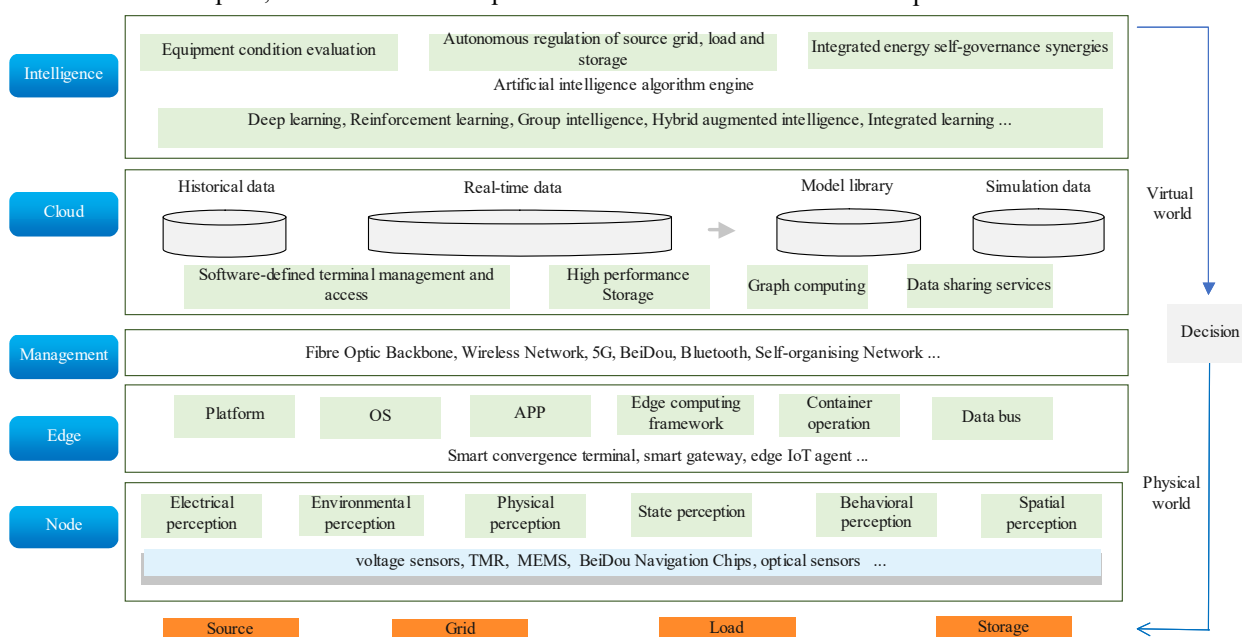 Equipment condition evaluation
Autonomous regulation of source grid, load and
storage
Integrated energy self-governance synergies
Intelligence
Artificial intelligence algorithm engine
Deep learning, Reinforcement learning, Group intelligence, Hybrid augmented intelligence, Integrated learning ...
Historical data
Real-time data
Model library
Simulation data
Cloud
Virtual
world
Software-defined terminal management and
access
High performance
Storage
Graph computing
Data sharing services
Decision
Management
Fibre Optic Backbone, Wireless Network, 5G, BeiDou, Bluetooth, Self-organising Network ...
Platform
OS
APP
Edge computing
framework
Container
operation
Data bus
Edge
Smart convergence terminal, smart gateway, edge IoT agent ...
Physical
world
Electrical
perception
Environmental
perception
Physical
perception
State perception
Behavioral
perception
Spatial
perception
Node
voltage sensors, TMR, MEMS, BeiDou Navigation Chips, optical sensors ...
Source
Grid
Load
Storage